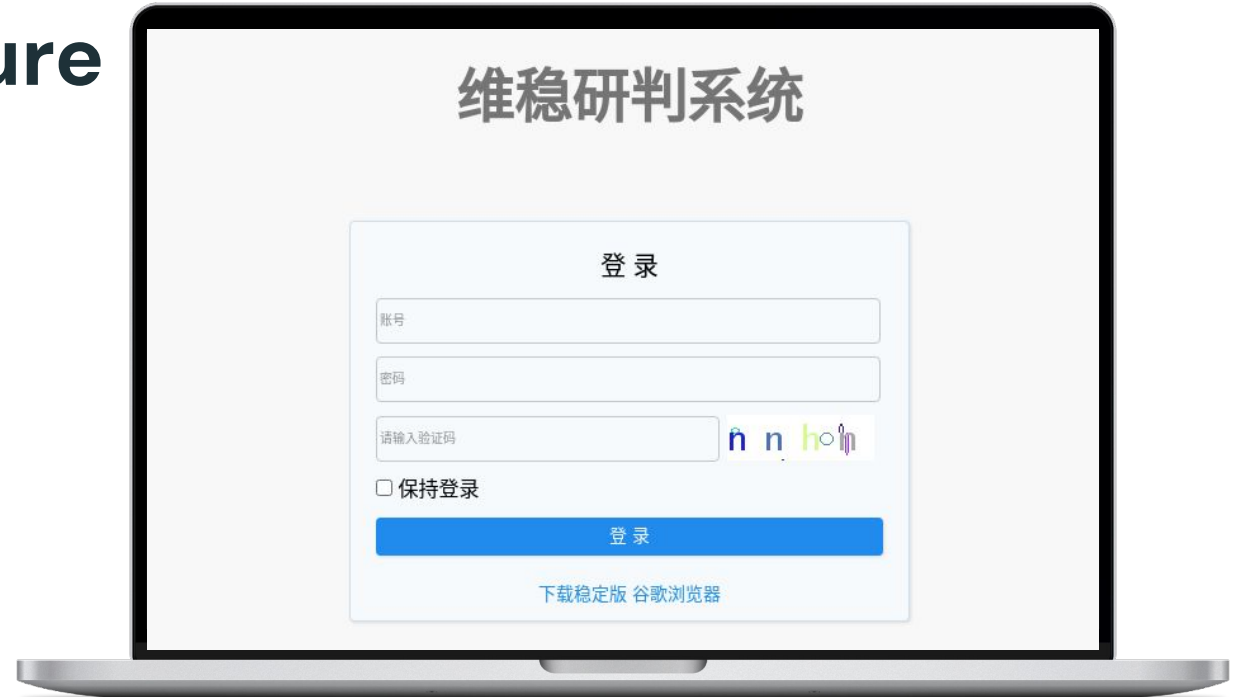 ure
维稳研判系统
登 录
账号
密码
请输入验证码
保持登录
登 录
下载稳定版 谷歌浏览器